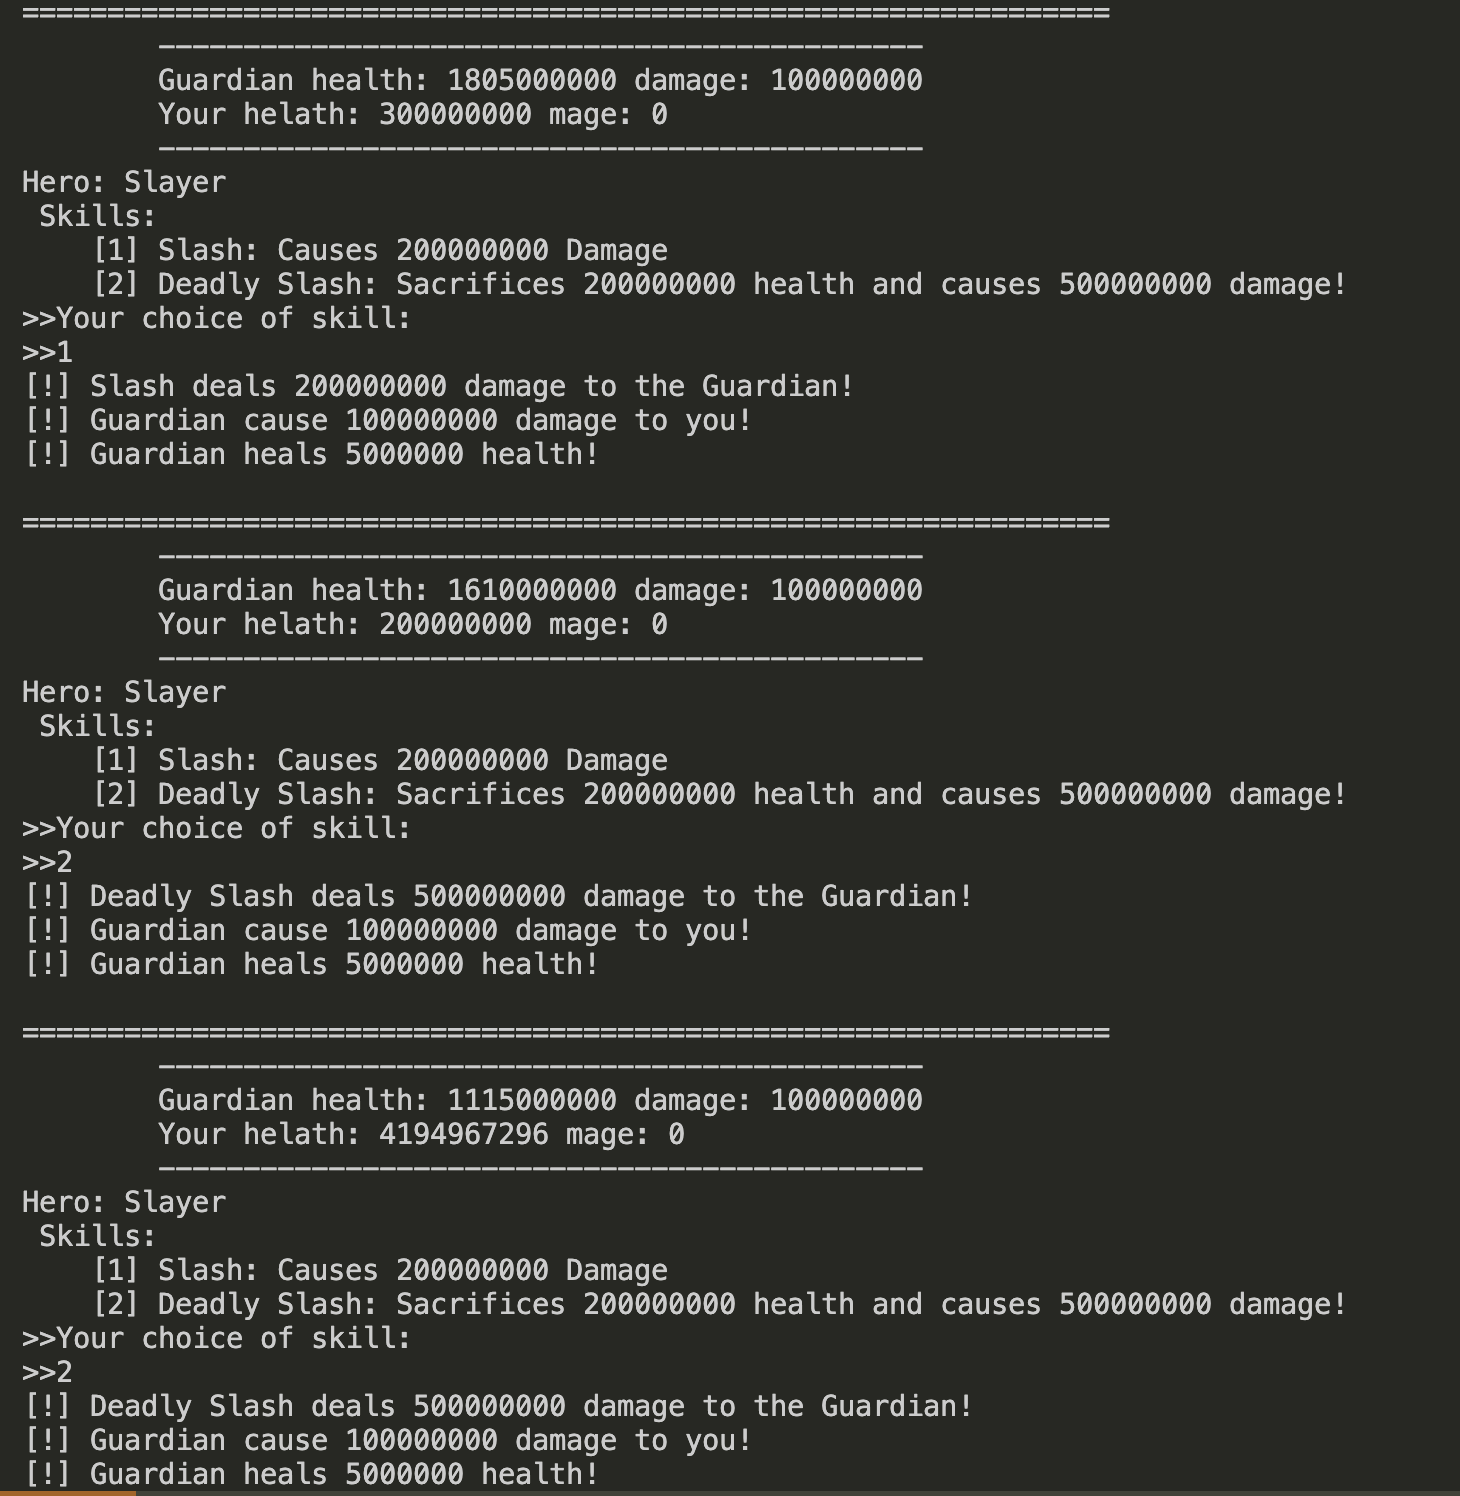 ================================================================
---------------------------------------------
Guardian health: 1805000000 damage: 100000000
Your helath: 300000000 mage: 0
---------------------------------------------
Hero: Slayer
Skills:
[1] Slash: Causes 200000000 Damage
[2] Deadly Slash: Sacrifices 200000000 health and causes 500000000 damage!
>>Your choice of skill:
>>1
[!] Slash deals 200000000 damage to the Guardian!
[!] Guardian cause 100000000 damage to you!
[!] Guardian heals 5000000 health!
================================================================
---------------------------------------------
Guardian health: 1610000000 damage: 100000000
Your helath: 200000000 mage: 0
---------------------------------------------
Hero: Slayer
Skills:
[1] Slash: Causes 200000000 Damage
[2] Deadly Slash: Sacrifices 200000000 health and causes 500000000 damage!
>>Your choice of skill:
>>2
[!] Deadly Slash deals 500000000 damage to the Guardian!
[!] Guardian cause 100000000 damage to you!
[!] Guardian heals 5000000 health!
================================================================
---------------------------------------------
Guardian health: 1115000000 damage: 100000000
Your helath: 4194967296 mage: 0
---------------------------------------------
Hero: Slayer
Skills:
[1] Slash: Causes 200000000 Damage
[2] Deadly Slash: Sacrifices 200000000 health and causes 500000000 damage!
>>Your choice of skill:
>>2
[!] Deadly Slash deals 500000000 damage to the Guardian!
[!] Guardian cause 100000000 damage to you!
[!] Guardian heals 5000000 health!